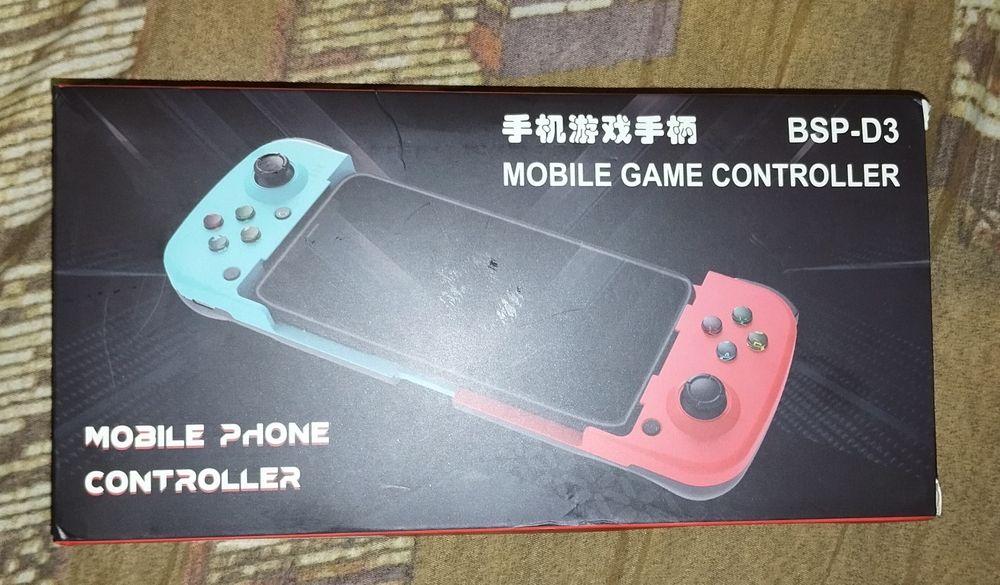 手机游戏手柄 BSP-D3
MOBILE GAME CONTROLLER
MOBILE PHONE
CONTROLLER